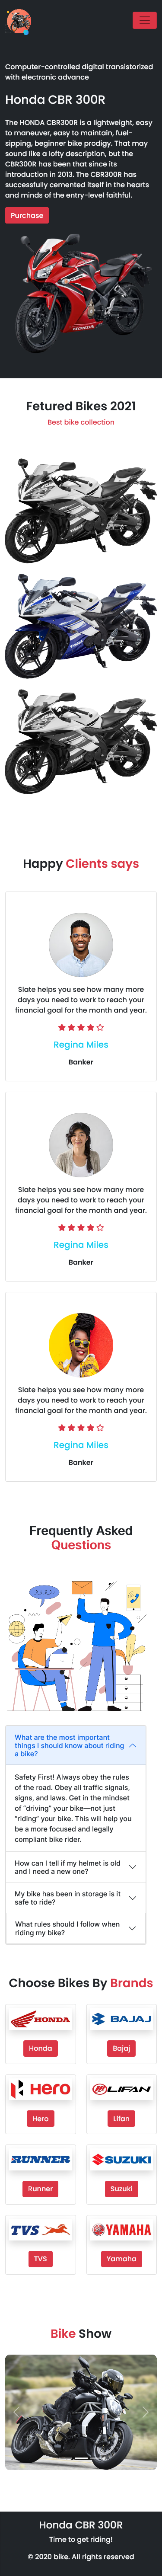 Computer-controlled digital transistorized
with electronic advance
Honda CBR 300R
The HONDA CBR300R is a lightweight, easy
to maneuver, easy to maintain, fuel-
sipping, beginner bike prodigy. That may
sound like a lofty description, but the
CBR300R has been that since its
introduction in 2013. The CBR300R has
successfully cemented itself in the hearts
and minds of the entry-level faithful.
Purchase
HONDA
Fetured Bikes 2021
Best bike collection
Happy Clients says
Slate helps you see how many more
days you need to work to reach your
financial goal for the month and year.
Regina Miles
Banker
Slate helps you see how many more
days you need to work to reach your
financial goal for the month and year.
Regina Miles
Banker
Slate helps you see how many more
days you need to work to reach your
financial goal for the month and year.
Regina Miles
Banker
Frequently Asked
Questions
What are the most important
things I should know about riding
a bike?
Safety First! Always obey the rules
of the road. Obey all traffic signals,
signs, and laws. Get in the mindset
of “driving” your bike—not just
“riding” your bike. This will help you
be a more focused and legally
compliant bike rider.
How can I tell if my helmet is old
and I need a new one?
My bike has been in storage is it
safe to ride?
What rules should I follow when
riding my bike?
Choose Bikes By Brands
HONDA
BAJAJ
Honda
Bajaj
Hero
LIFAN
Hero
Lifan
RUNNER
SUZUKI
Runner
Suzuki
TVS
YAMAHA
TVS
Yamaha
Bike Show
Honda CBR 300R
Time to get riding!
© 2020 bike. All rights reserved